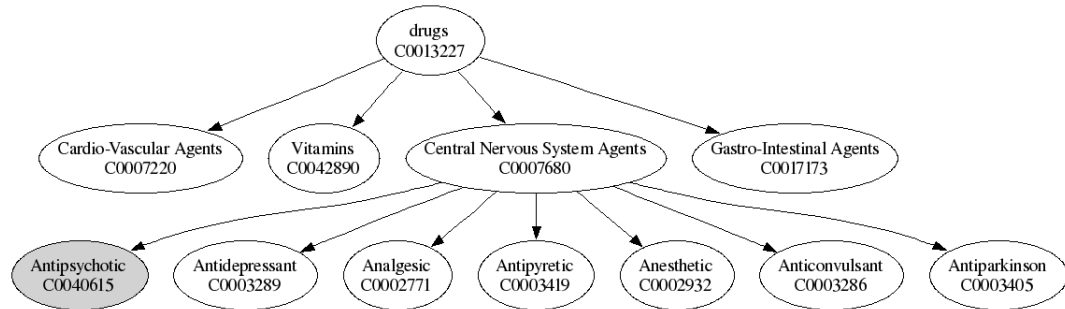 drugs
C0013227
Cardio-Vascular Agents
C0007220
Vitamins
C0042890
Central Nervous System Agents
C0007680
Gastro-Intestinal Agents
C0017173
Antipsychotic
C0040615
Antidepressant
C0003289
Analgesic
C0002771
Antipyretic
C0003419
Anesthetic
C0002932
Anticonvulsant
C0003286
Antiparkinson
C0003405